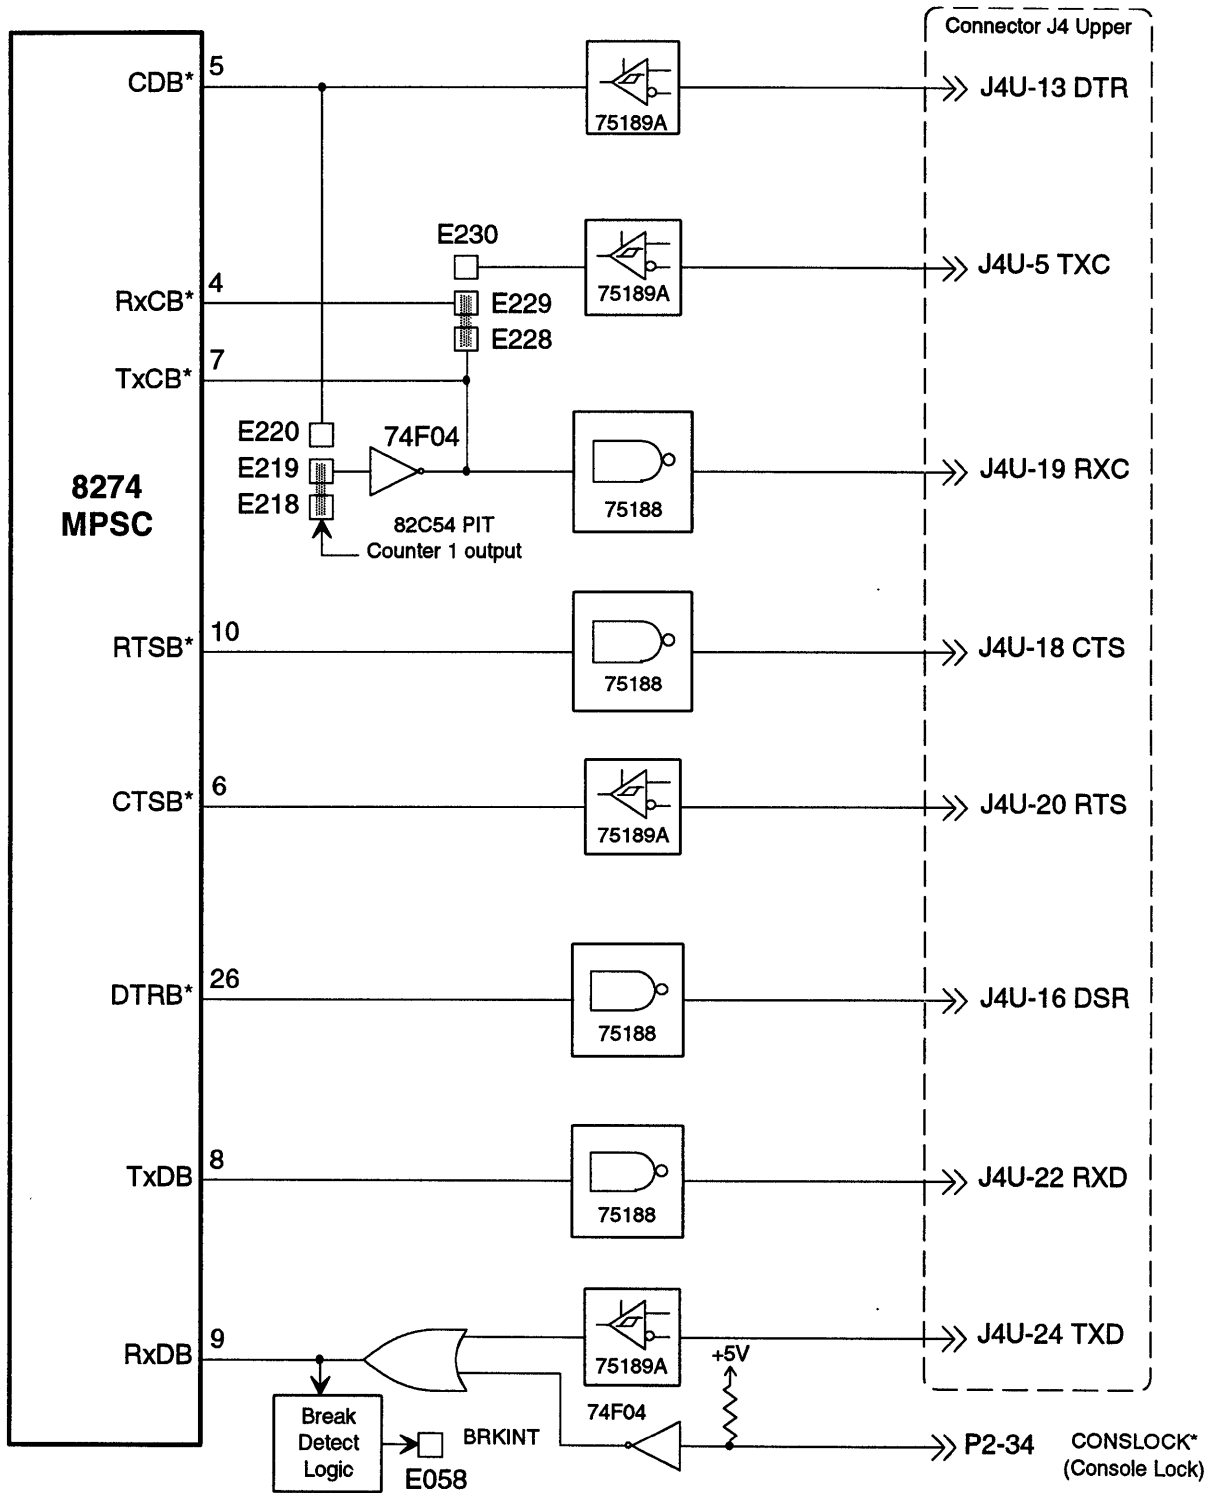 Connector J4 Upper
CDB*
5
75189A
J4U-13 DTR
E230
75189A
J4U-5 TXC
RxCB*
4
E229
E228
TxCB*
7
E220
E219
E218
74F04
75188
J4U-19 RXC
8274
MPSC
82C54 PIT
Counter 1 output
RTSB*
10
75188
J4U-18 CTS
CTSB*
6
75189A
J4U-20 RTS
DTRB*
26
75188
J4U-16 DSR
TxDB
8
75188
J4U-22 RXD
RxDB
9
75189A
J4U-24 TXD
+5V
Break
Detect
Logic
BRKINT
E058
74F04
P2-34
CONSLOCK*
(Console Lock)